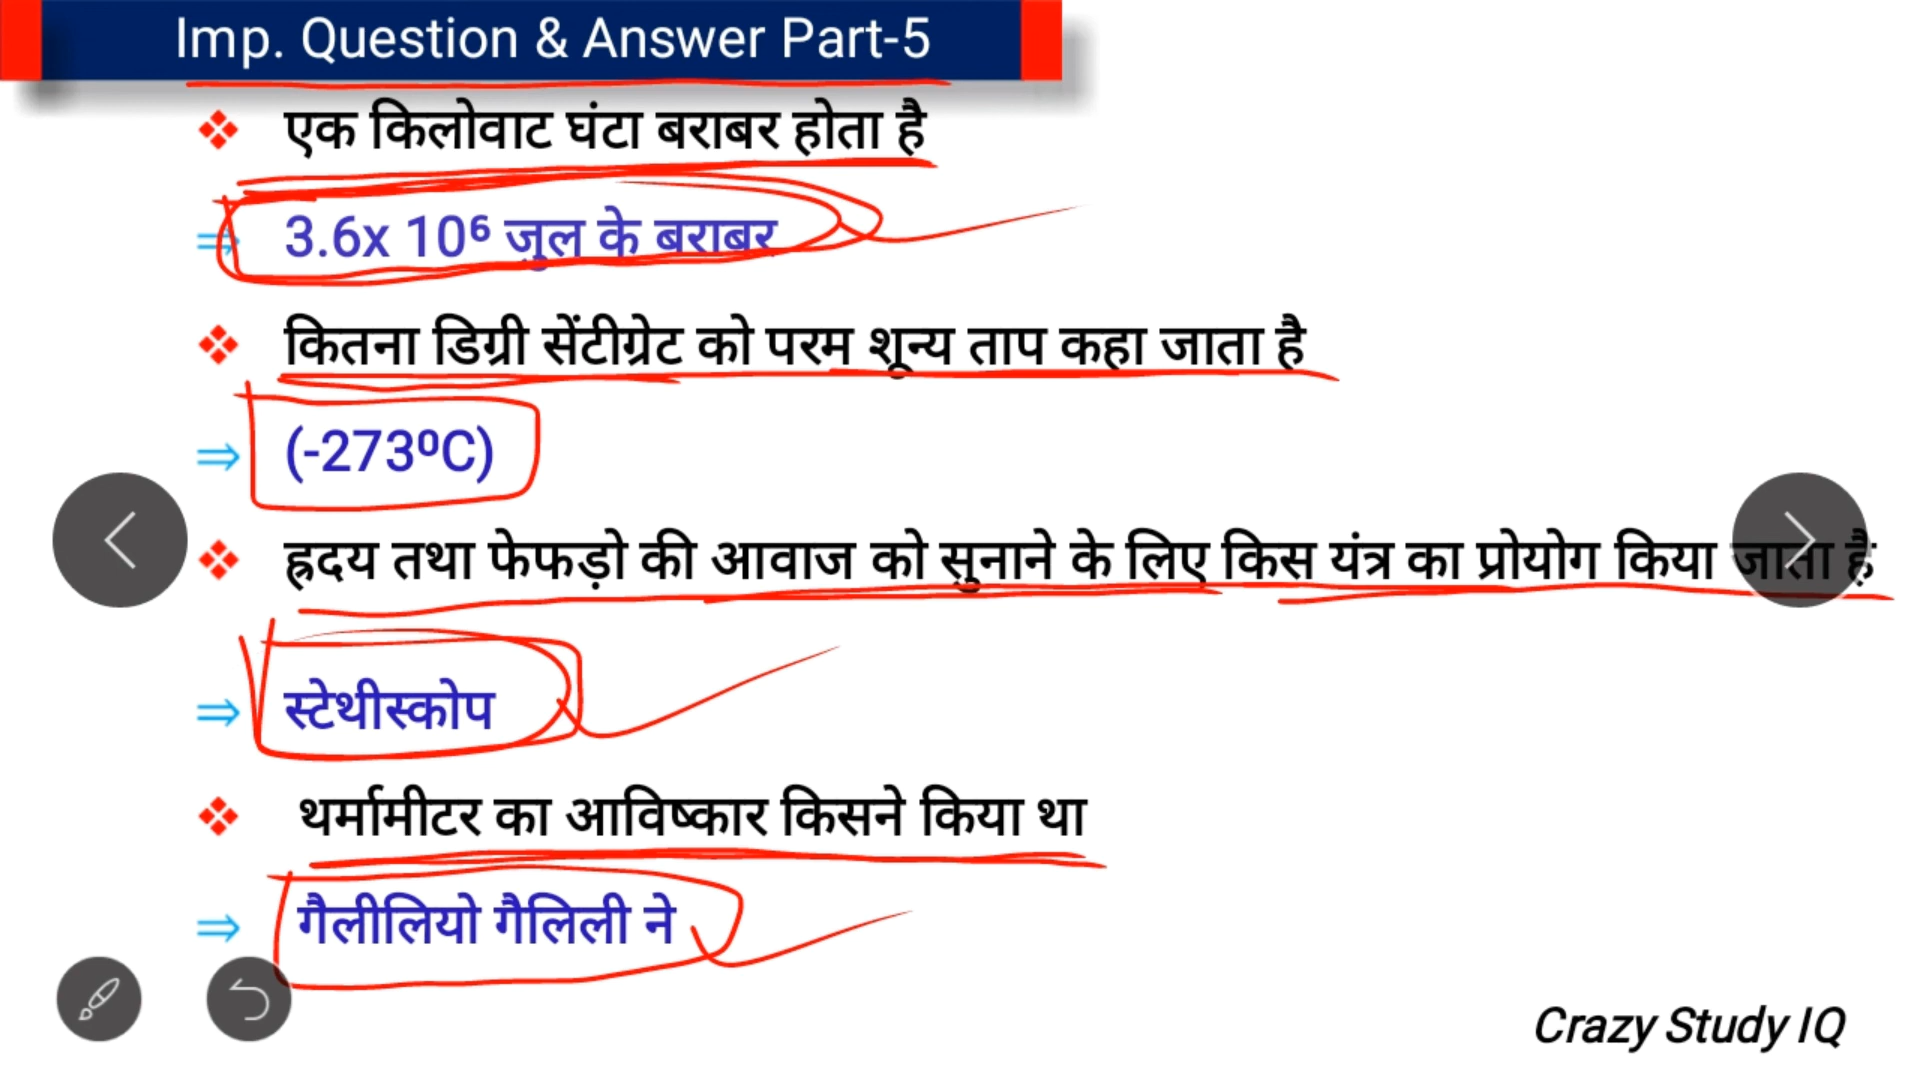 Imp. Question & Answer Part-5
एक किलोवाट घंटा बराबर होता है
3.6x 10⁶ जुल के बराबर
कितना डिग्री सेंटीग्रेट को परम शून्य ताप कहा जाता है
(-273⁰C)
ह्रदय तथा फेफड़ो की आवाज को सुनाने के लिए किस यंत्र का प्रोयोग किया जाता है
स्टेथीस्कोप
थर्मामीटर का आविष्कार किसने किया था
गैलीलियो गैलिली ने
Crazy Study IQ